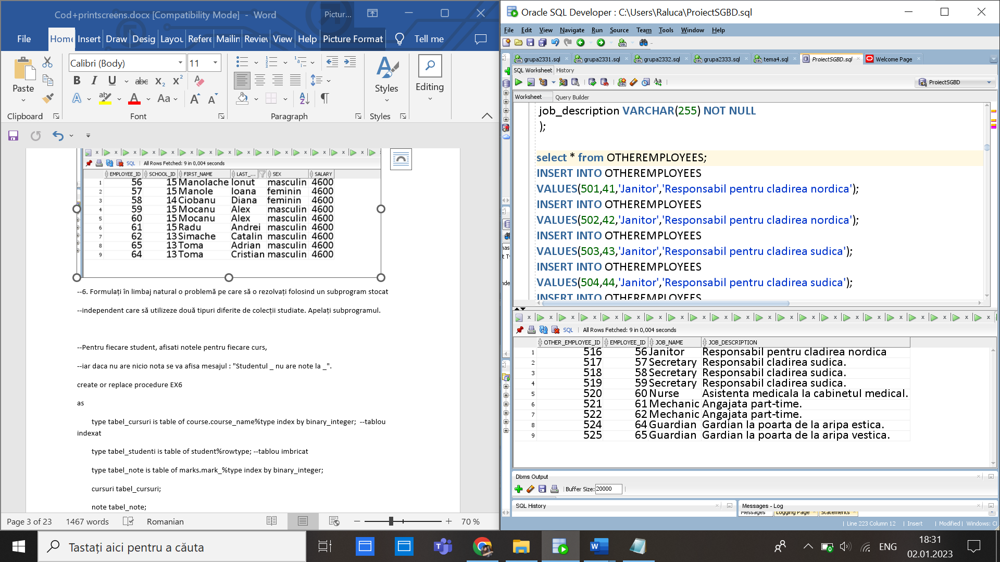 Cod+printscreens.docx [Compatibility Mode] - Word
Pictur...
File
Home
Insert
Draw
Desig
Layou
Refere
Mailin
Review
View
Help
Picture Format
Tell me
Paste
Clipboard
Calibri (Body)
11
Font
Paragraph
Styles
Styles
Editing
SQL
All Rows Fetched: 9 in 0,004 seconds
EMPLOYEE_ID SCHOOL_ID FIRST_NAME LAST_... SEX SALARY
1 56 15 Manolache Ionut masculin 4600
2 57 15 Manole Ioana feminin 4600
3 58 14 Ciobanu Diana feminin 4600
4 59 15 Mocanu Alex masculin 4600
5 60 15 Mocanu Alex masculin 4600
6 61 15 Radu Andrei masculin 4600
7 62 13 Simache Catalin masculin 4600
8 65 13 Toma Adrian masculin 4600
9 64 13 Toma Cristian masculin 4600
--6. Formulați în limbaj natural o problemă pe care să o rezolvați folosind un subprogram stocat
--independent care să utilizeze două tipuri diferite de colecții studiate. Apelați subprogramul.
--Pentru fiecare student, afisati notele pentru fiecare curs,
--iar daca nu are nicio nota se va afisa mesajul : "Studentul _ nu are note la _".
create or replace procedure EX6
as
type tabel_cursuri is table of course.course_name%type index by binary_integer; --tablou
indexat
type tabel_studenti is table of student%rowtype; --tablou imbricat
type tabel_note is table of marks.mark_%type index by binary_integer;
cursuri tabel_cursuri;
note tabel_note;
Page 3 of 23
1467 words
Romanian
70 %
Oracle SQL Developer : C:\Users\Raluca\ProiectSGBD.sql
File Edit View Navigate Run Source Team Tools Window Help
grupa2331.sql
grupa2331.sql
grupa2332.sql
grupa2333.sql
tema4.sql
ProiectSGBD.sql
Welcome Page
SQL Worksheet History
ProiectSGBD
Worksheet Query Builder
job_description VARCHAR(255) NOT NULL
);
select * from OTHEREMPLOYEES;
INSERT INTO OTHEREMPLOYEES
VALUES(501,41,'Janitor','Responsabil pentru cladirea nordica');
INSERT INTO OTHEREMPLOYEES
VALUES(502,42,'Janitor','Responsabil pentru cladirea nordica');
INSERT INTO OTHEREMPLOYEES
VALUES(503,43,'Janitor','Responsabil pentru cladirea sudica');
INSERT INTO OTHEREMPLOYEES
VALUES(504,44,'Janitor','Responsabil pentru cladirea sudica');
INSERT INTO OTHEREMPLOYEES
SQL
All Rows Fetched: 9 in 0,004 seconds
OTHER_EMPLOYEE_ID EMPLOYEE_ID JOB_NAME JOB_DESCRIPTION
1 516 56 Janitor Responsabil pentru cladirea nordica
2 517 57 Secretary Responsabil cladirea sudica.
3 518 58 Secretary Responsabil cladirea sudica.
4 519 59 Secretary Responsabil cladirea sudica.
5 520 60 Nurse Asistenta medicala la cabinetul medical.
6 521 61 Mechanic Angajata part-time.
7 522 62 Mechanic Angajata part-time.
8 524 64 Guardian Gardian la poarta de la aripa estica.
9 525 65 Guardian Gardian la poarta de la aripa vestica.
Dbms Output
Buffer Size: 20000
SQL History
Messages - Log
Messages Logging Page Statements
Line 223 Column 12 Insert Modified Windows: C
Tastați aici pentru a căuta
ENG
18:31
02.01.2023